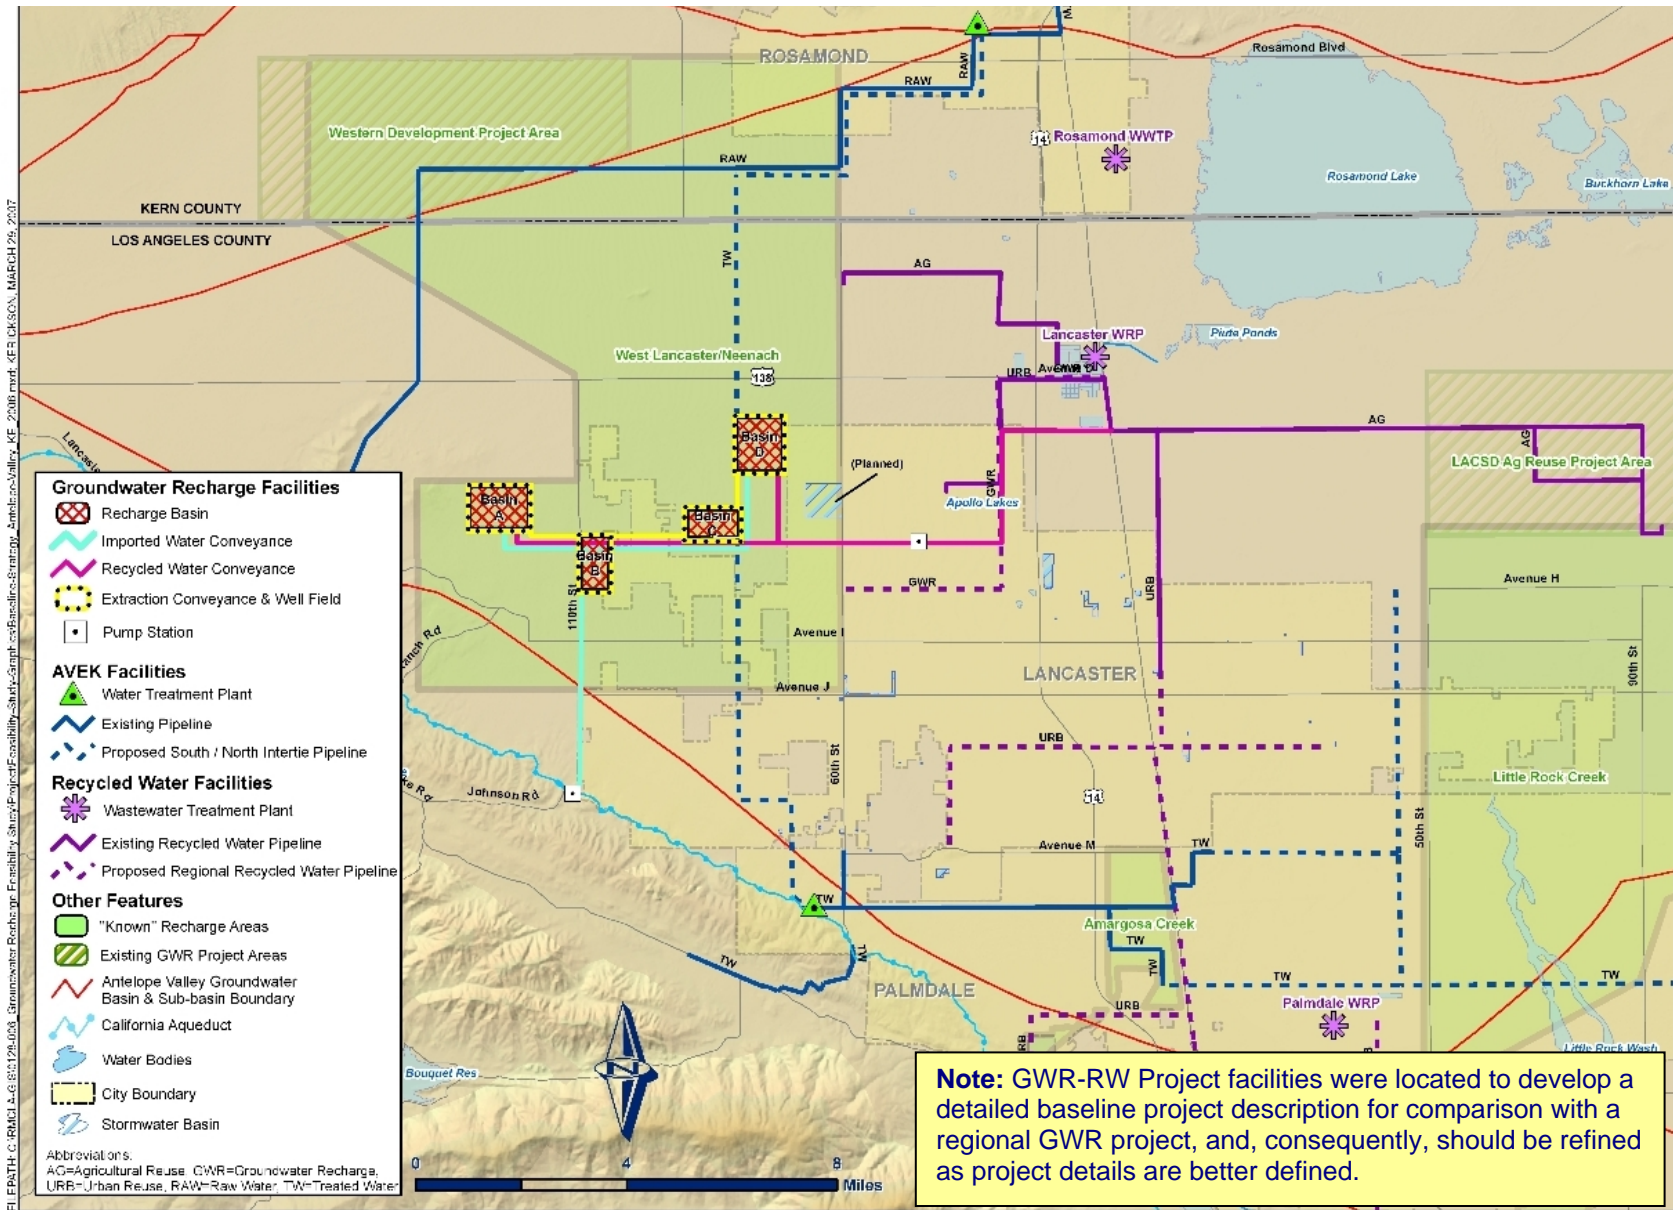 ROSAMOND
Rosamond Blvd
RAW
RAW
RAW
Western Development Project Area
14
Rosamond WWTP
Rosamond Lake
Buckhorn Lake
KERN COUNTY
LOS ANGELES COUNTY
TW
AG
Lancaster WRP
Piute Ponds
West Lancaster/Neenach
138
URB
AG
AG
LACSD Ag Reuse Project Area
Basin
D
(Planned)
GWR
Apollo Lakes
Basin
A
Basin
C
Basin
B
GWR
110th St
URB
Avenue H
Avenue I
90th St
LANCASTER
Avenue J
60th St
URB
14
Little Rock Creek
Johnson Rd
50th St
Avenue M
TW
TW
Amargosa Creek
TW
TW
TW
TW
TW
TW
PALMDALE
URB
Palmdale WRP
Little Rock Wash
Bouquet Res
N
Groundwater Recharge Facilities
Recharge Basin
Imported Water Conveyance
Recycled Water Conveyance
Extraction Conveyance & Well Field
Pump Station
AVEK Facilities
Water Treatment Plant
Existing Pipeline
Proposed South / North Intertie Pipeline
Recycled Water Facilities
Wastewater Treatment Plant
Existing Recycled Water Pipeline
Proposed Regional Recycled Water Pipeline
Other Features
"Known" Recharge Areas
Existing GWR Project Areas
Antelope Valley Groundwater
Basin & Sub-basin Boundary
California Aqueduct
Water Bodies
City Boundary
Stormwater Basin
Abbreviations:
AG=Agricultural Reuse, GWR=Groundwater Recharge,
URB=Urban Reuse, RAW=Raw Water, TW=Treated Water
0 4 8
Miles
Note: GWR-RW Project facilities were located to develop a
detailed baseline project description for comparison with a
regional GWR project, and, consequently, should be refined
as project details are better defined.